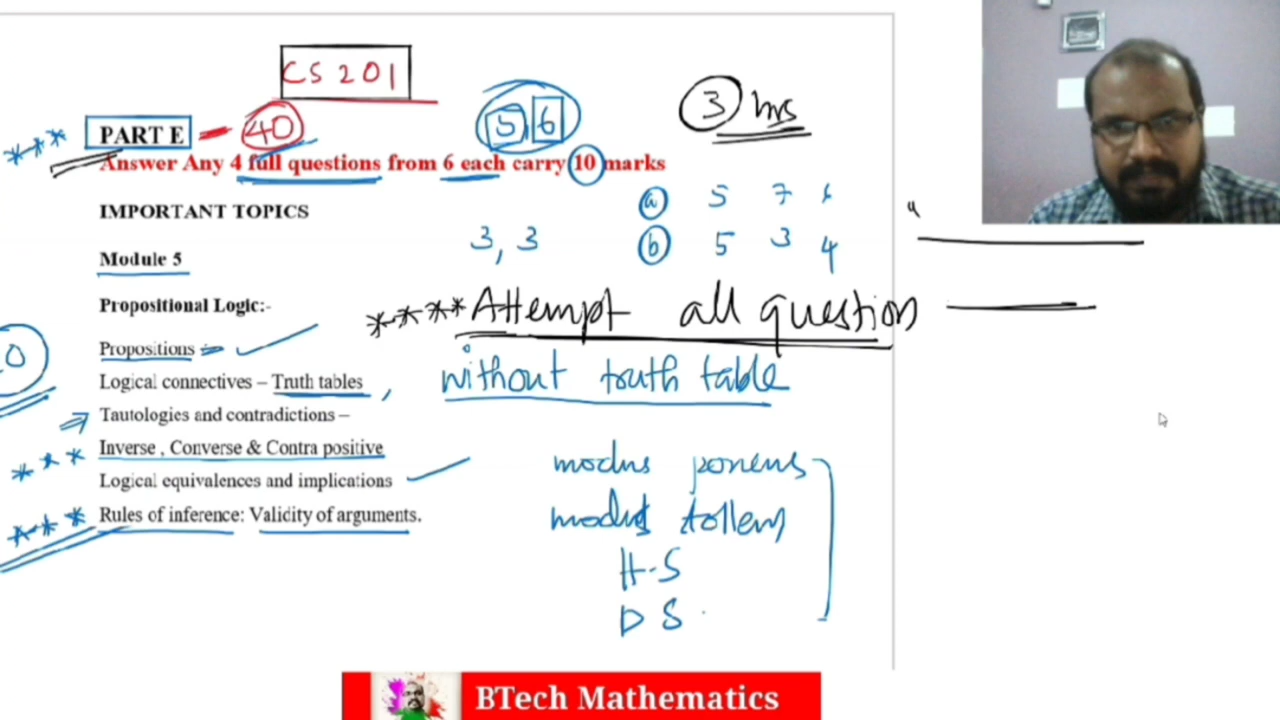 CS 201
*** PART E - 40 5 6 3 hrs
Answer Any 4 full questions from 6 each carry 10 marks
IMPORTANT TOPICS
a 5 7
3, 3 b 5 3 4
Module 5
Propositional Logic:-
**** Attempt all question
Propositions –
without truth table
Logical connectives – Truth tables ,
Tautologies and contradictions –
*** Inverse , Converse & Contra positive
modus ponens
Logical equivalences and implications
*** Rules of inference: Validity of arguments.
modus tollens
H.S
D S.
BTech Mathematics